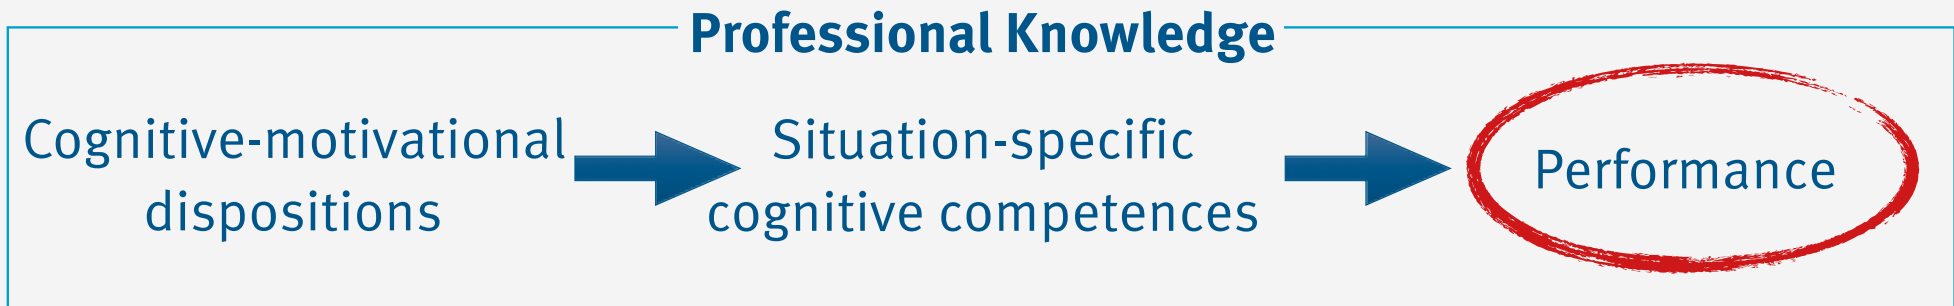 Professional Knowledge
Cognitive-motivational
dispositions
Situation-specific
cognitive competences
Performance